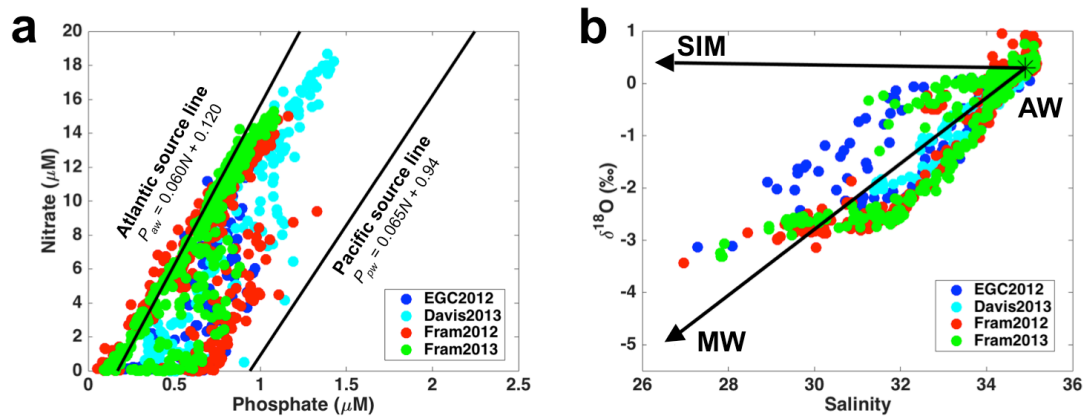 a
Nitrate (μM)
20
18
16
14
12
10
8
6
4
2
0
Atlantic source line
P_aw = 0.060N + 0.120
Pacific source line
P_pw = 0.065N + 0.94
EGC2012
Davis2013
Fram2012
Fram2013
0 0.5 1 1.5 2 2.5
Phosphate (μM)
b
δ18O (‰)
1
0
-1
-2
-3
-4
-5
SIM
AW
MW
EGC2012
Davis2013
Fram2012
Fram2013
26 28 30 32 34 36
Salinity